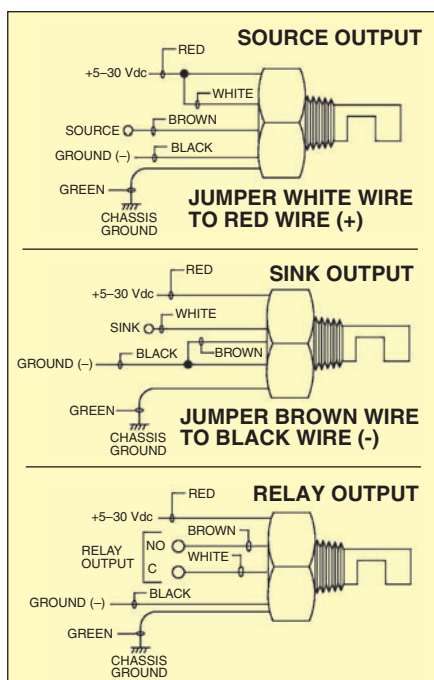 SOURCE OUTPUT
RED
+5–30 Vdc
WHITE
BROWN
SOURCE
BLACK
GROUND (–)
GREEN
CHASSIS
GROUND
JUMPER WHITE WIRE
TO RED WIRE (+)
SINK OUTPUT
RED
+5–30 Vdc
WHITE
SINK
BLACK
BROWN
GROUND (–)
GREEN
CHASSIS
GROUND
JUMPER BROWN WIRE
TO BLACK WIRE (-)
RELAY OUTPUT
RED
+5–30 Vdc
BROWN
RELAY
OUTPUT
NO
WHITE
C
BLACK
GROUND (–)
GREEN
CHASSIS
GROUND